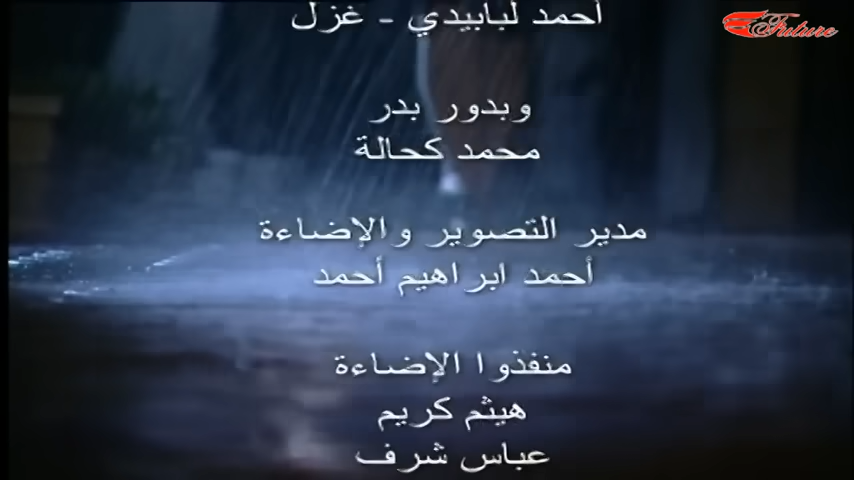 Future
أحمد لبابيدي - غزل
وبدور بدر
محمد كحالة
مدير التصوير والإضاءة
أحمد ابراهيم أحمد
منفذوا الإضاءة
هيثم كريم
عباس شرف